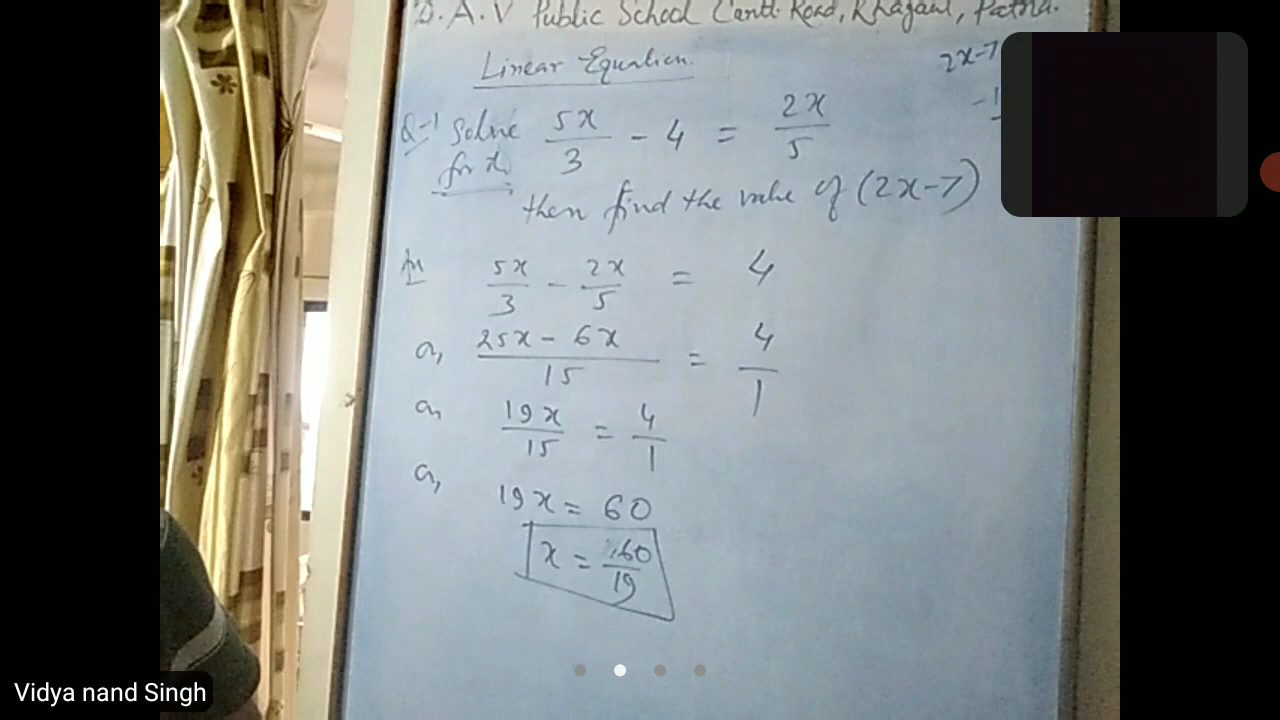 D.A.V Public School Cantt. Road, Khagaul, Patna.
Linear Equation.
2x-7
Q-1 Solve 5x/3 - 4 = 2x/5
for x,
then find the value of (2x-7)
5x/3 - 2x/5 = 4
or, 25x - 6x / 15 = 4/1
or, 19x/15 = 4/1
or, 19x = 60
x = 60/19
Vidya nand Singh